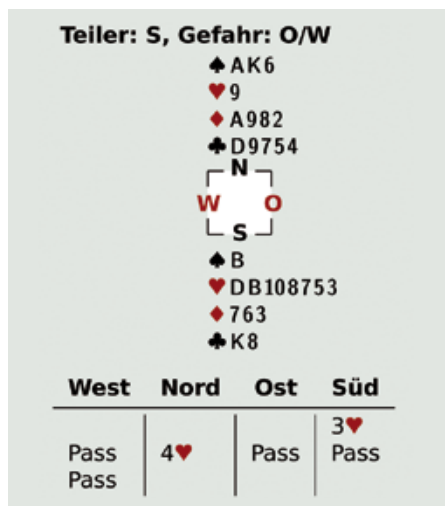 Teiler: S, Gefahr: O/W
♠ AK6
♥ 9
♦ A982
♣ D9754
N
W O
S
♠ B
♥ DB108753
♦ 763
♣ K8
West Nord Ost Süd
3♥
Pass 4♥ Pass Pass
Pass